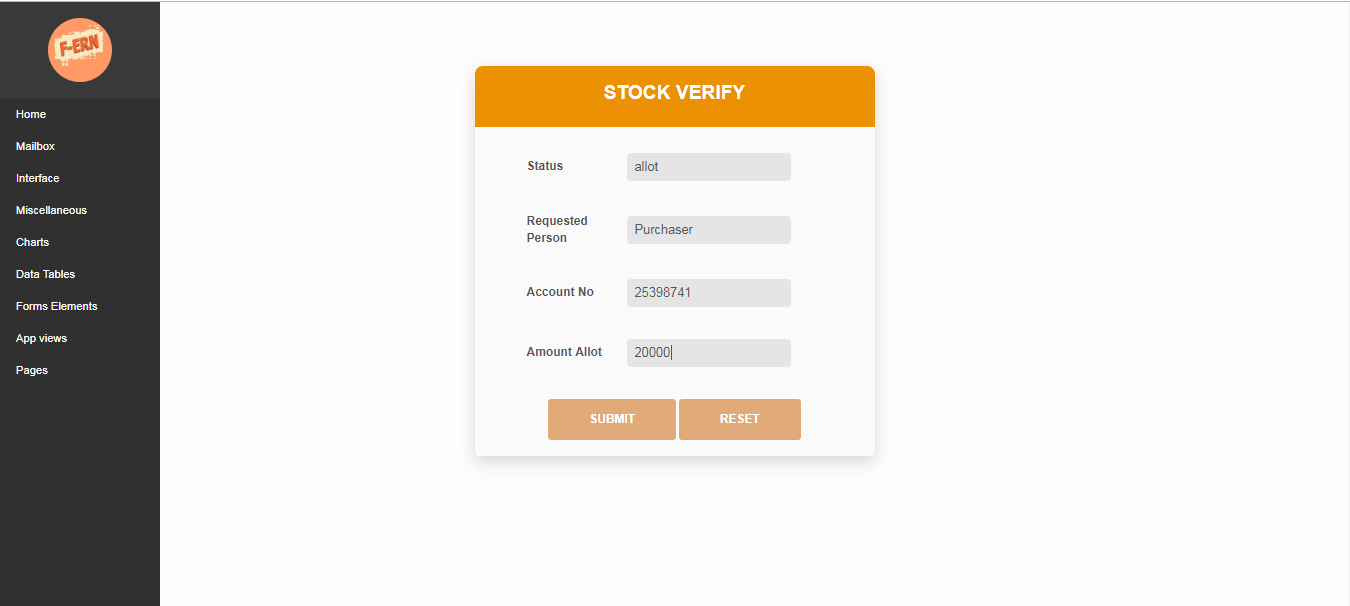 F-ERN
Home
Mailbox
Interface
Miscellaneous
Charts
Data Tables
Forms Elements
App views
Pages
STOCK VERIFY
Status
allot
Requested
Person
Purchaser
Account No
25398741
Amount Allot
20000
SUBMIT
RESET